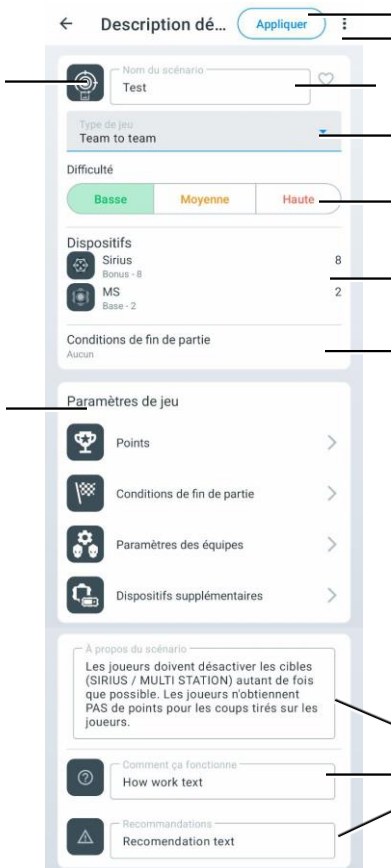 Description dé...
Appliquer
Nom du scénario
Test
Type de jeu
Team to team
Difficulté
Basse
Moyenne
Haute
Dispositifs
Sirius
8
Bonus - 8
MS
2
Base - 2
Conditions de fin de partie
Aucun
Paramètres de jeu
Points
Conditions de fin de partie
Paramètres des équipes
Dispositifs supplémentaires
À propos du scénario
Les joueurs doivent désactiver les cibles
(SIRIUS / MULTI STATION) autant de fois
que possible. Les joueurs n'obtiennent
PAS de points pour les coups tirés sur les
joueurs.
Comment ça fonctionne
How work text
Recommandations
Recomendation text